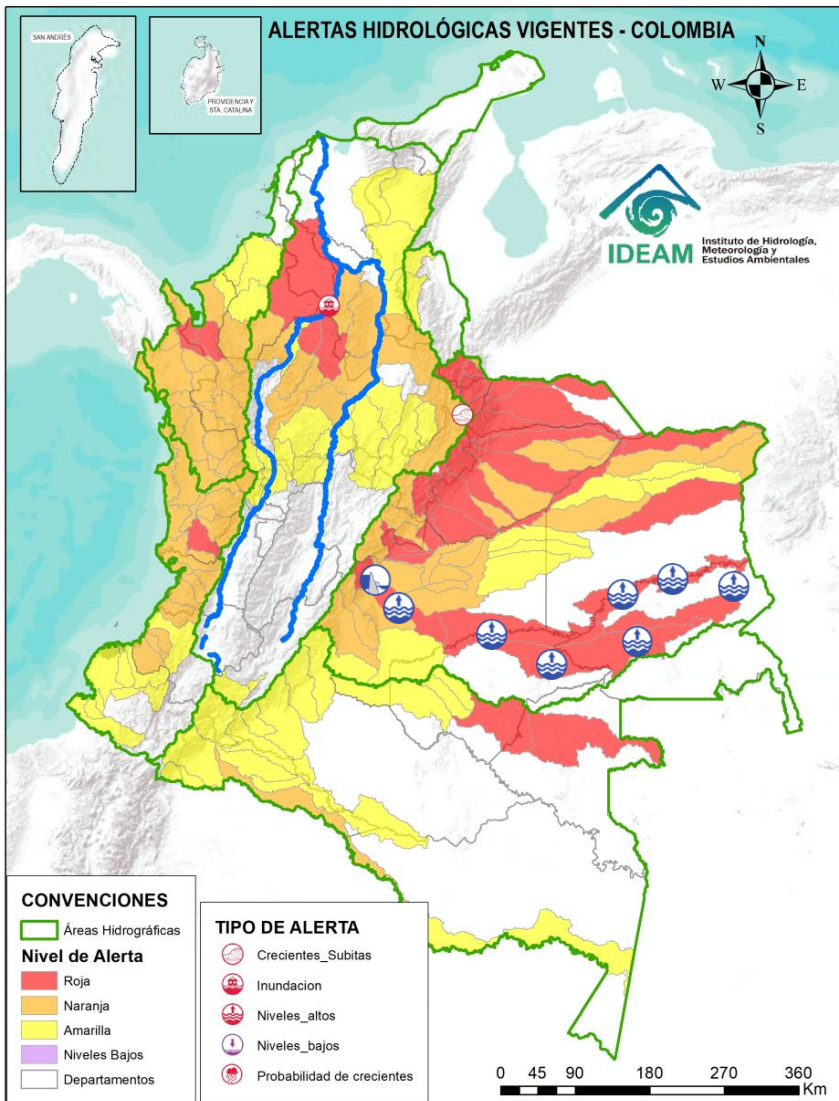 ALERTAS HIDROLÓGICAS VIGENTES - COLOMBIA
SAN ANDRÉS
PROVIDENCIA Y
STA. CATALINA
N
W E
S
IDEAM
Instituto de Hidrología,
Meteorología y
Estudios Ambientales
CONVENCIONES
Áreas Hidrográficas
Nivel de Alerta
Roja
Naranja
Amarilla
Niveles Bajos
Departamentos
TIPO DE ALERTA
Crecientes_Subitas
Inundacion
Niveles_altos
Niveles_bajos
Probabilidad de crecientes
0 45 90 180 270 360
Km